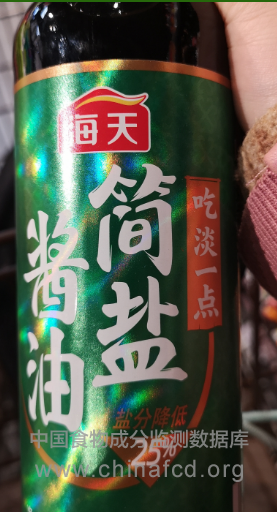 海天
简盐
酱油
吃淡一点
盐分降低
25%
中国食物成分监测数据库
www.chinafcd.org